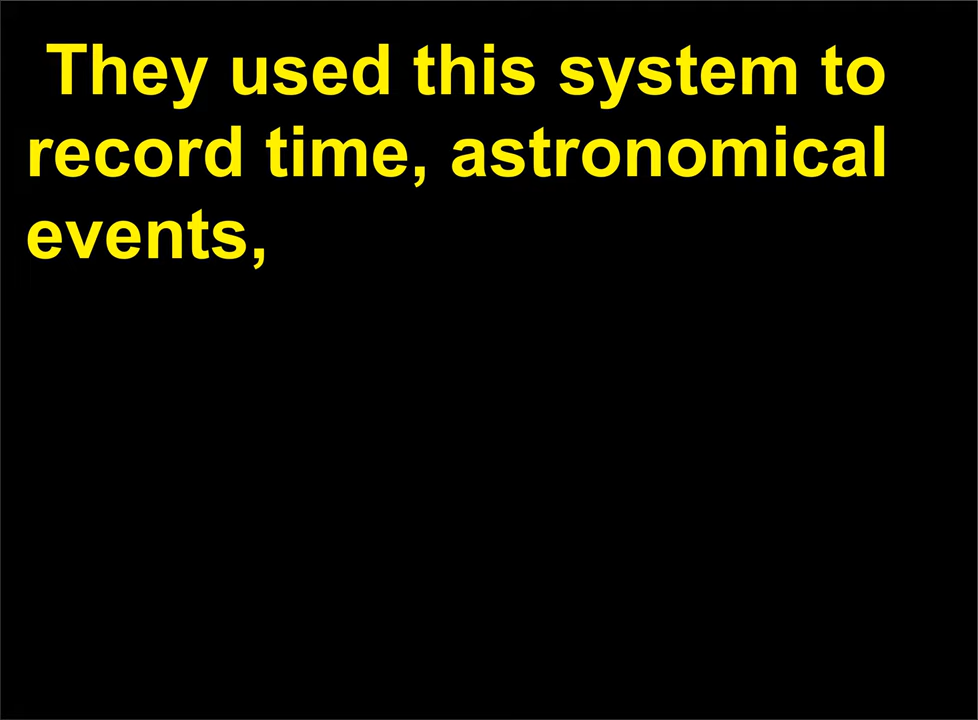 They used this system to
record time, astronomical
events,